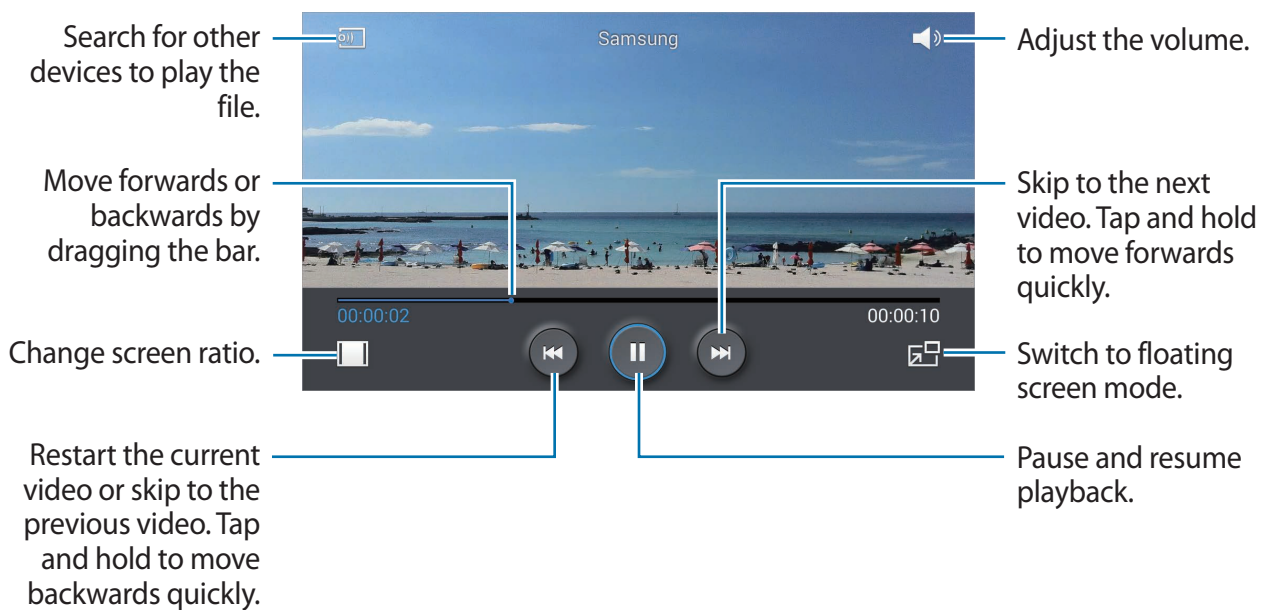 Search for other
devices to play the
file.
Samsung
Adjust the volume.
Move forwards or
backwards by
dragging the bar.
Skip to the next
video. Tap and hold
to move forwards
quickly.
00:00:02
00:00:10
Change screen ratio.
Switch to floating
screen mode.
Restart the current
video or skip to the
previous video. Tap
and hold to move
backwards quickly.
Pause and resume
playback.